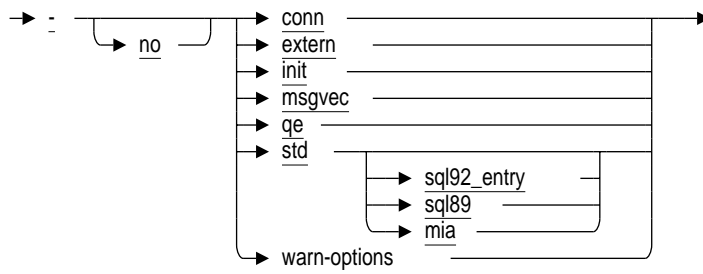 -
no
conn
extern
init
msgvec
qe
std
sql92_entry
sql89
mia
warn-options